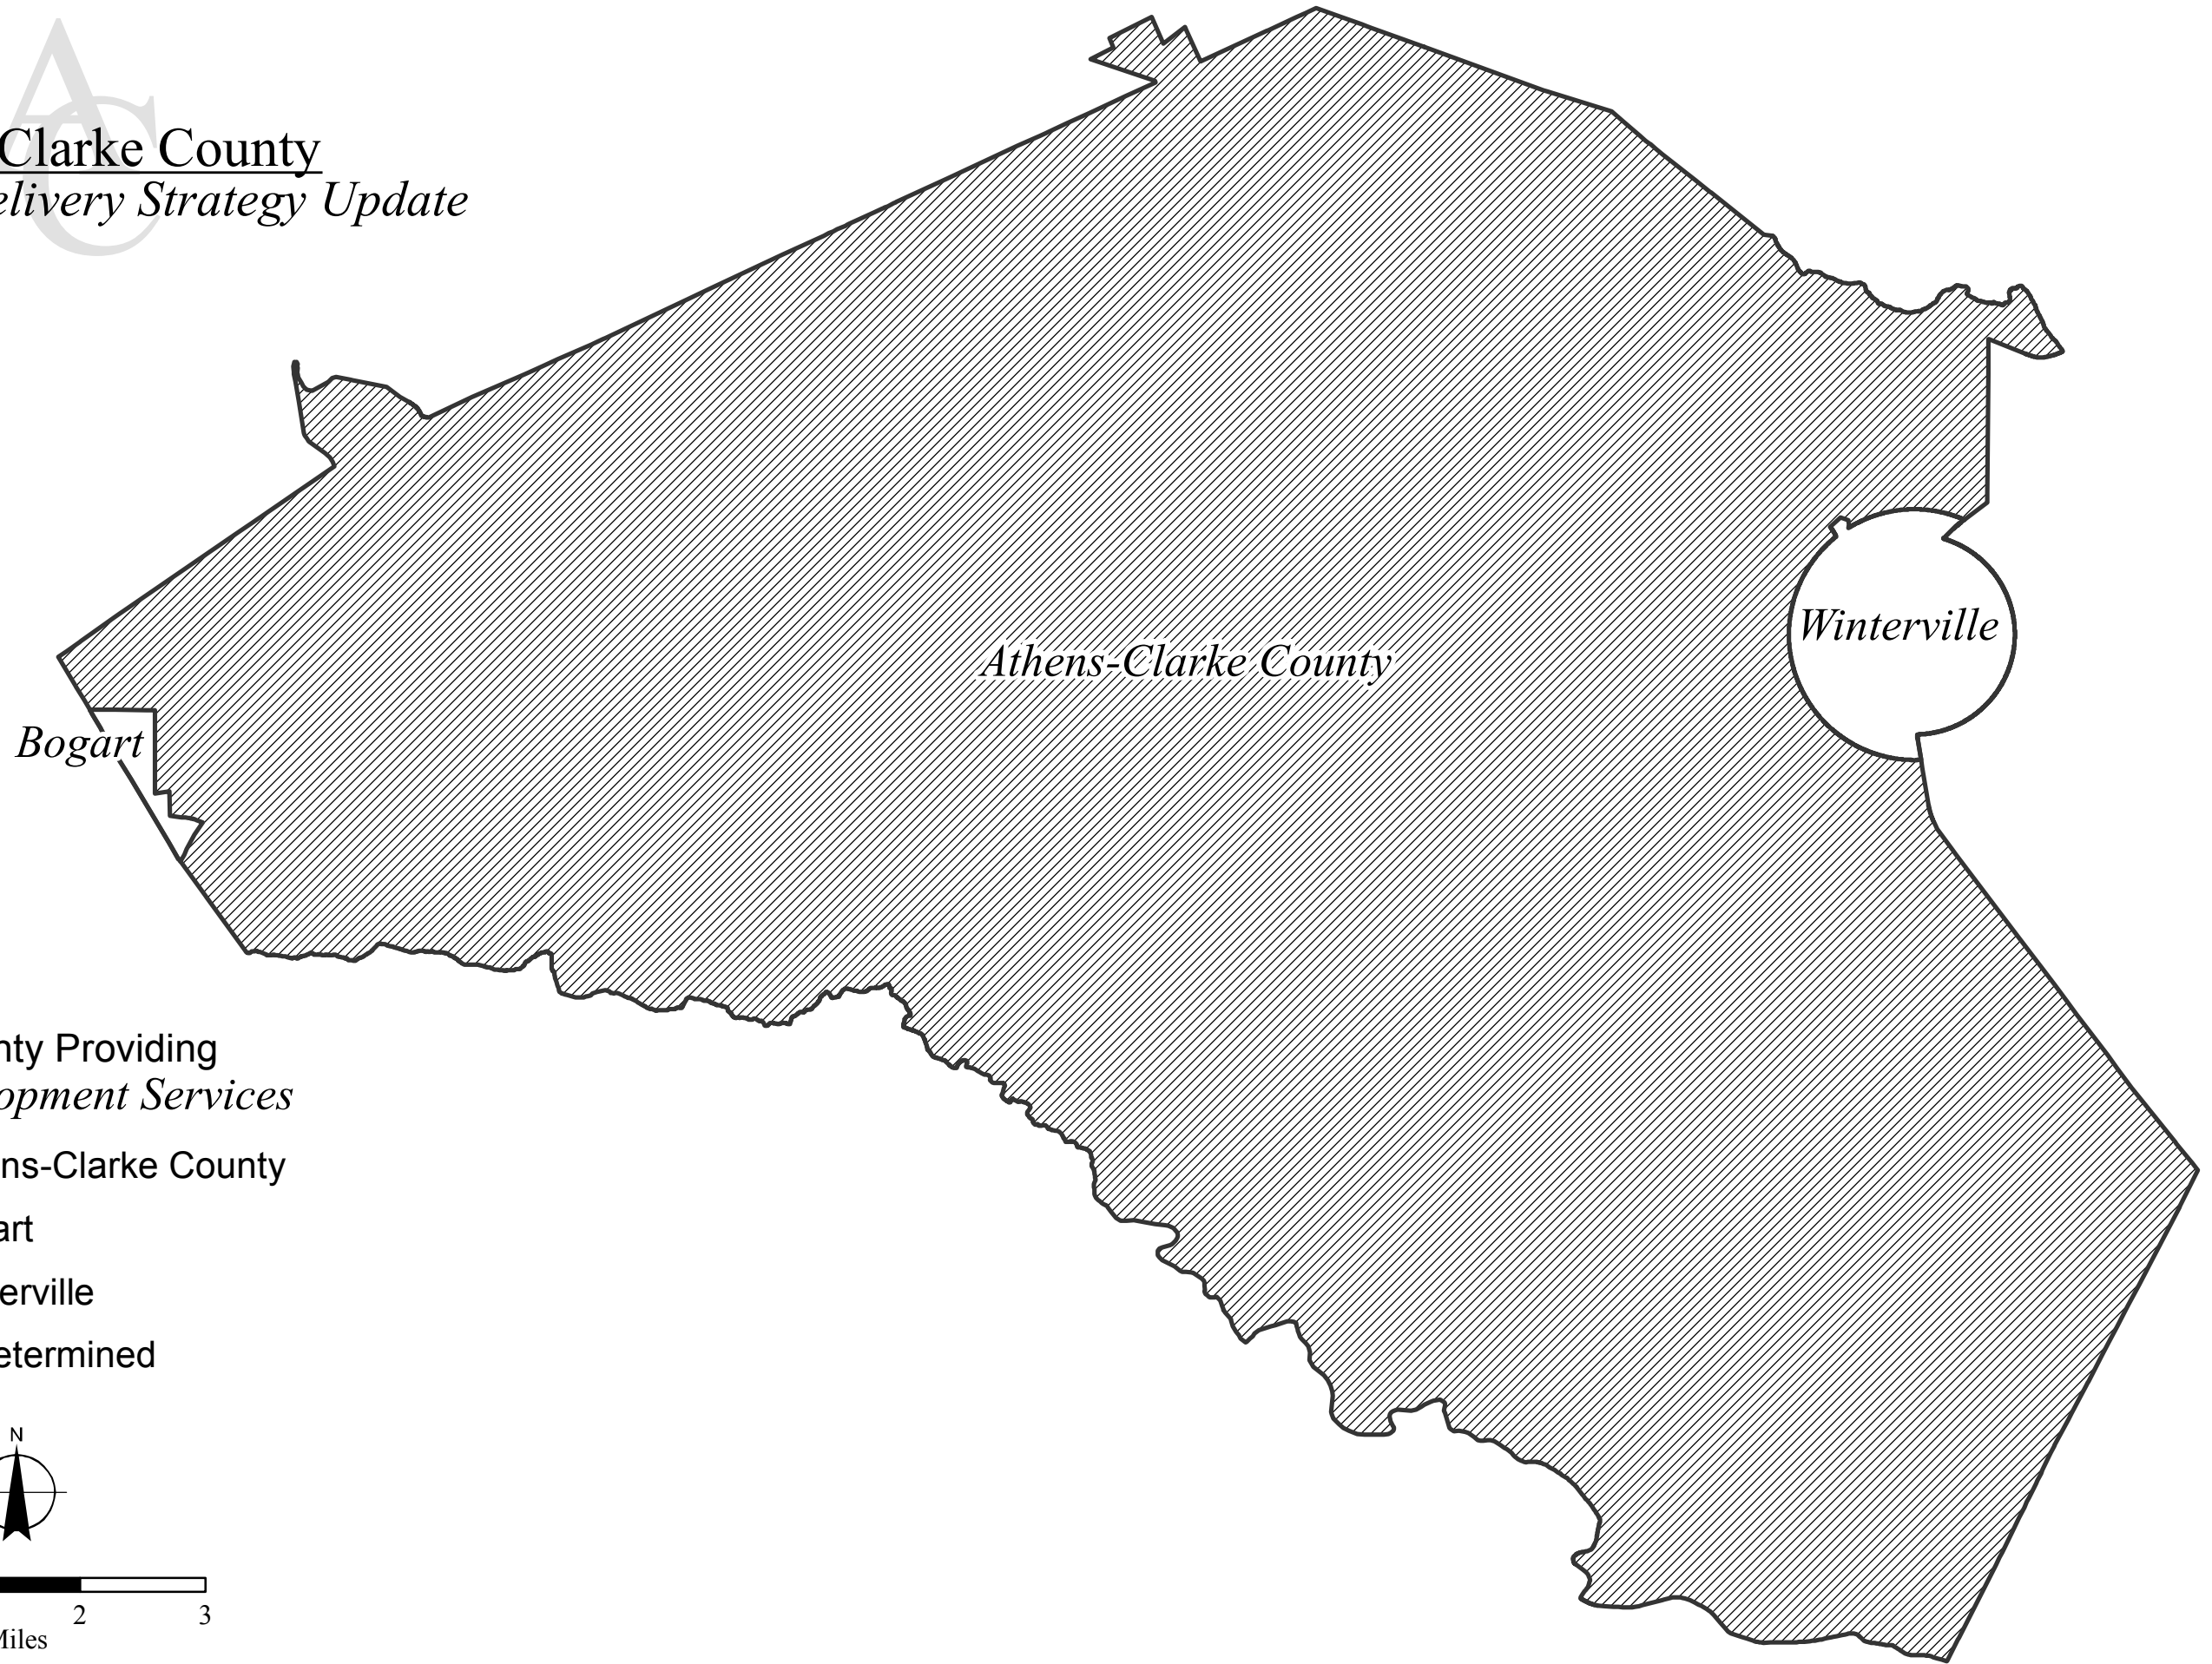 AC
Clarke County
elivery Strategy Update
Athens-Clarke County
Winterville
Bogart
nty Providing
opment Services
ns-Clarke County
art
erville
etermined
N
2 3
Miles